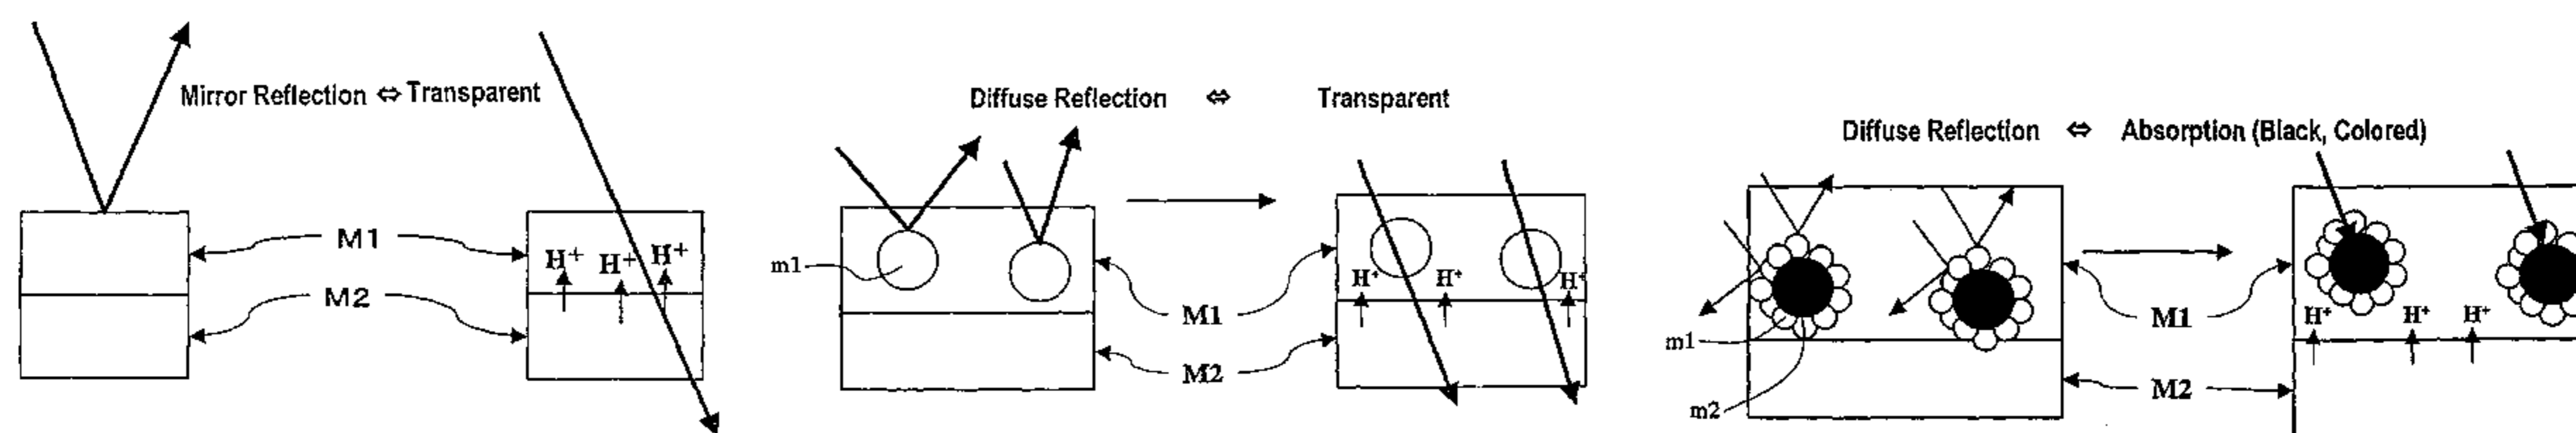 Mirror Reflection ⇔ Transparent
M1
H+ H+ H+
M2
Diffuse Reflection ⇔ Transparent
m1
H+ H+ H+
M1
M2
Diffuse Reflection ⇔ Absorption (Black, Colored)
M1
H+ H+ H+
m1
M2
m2